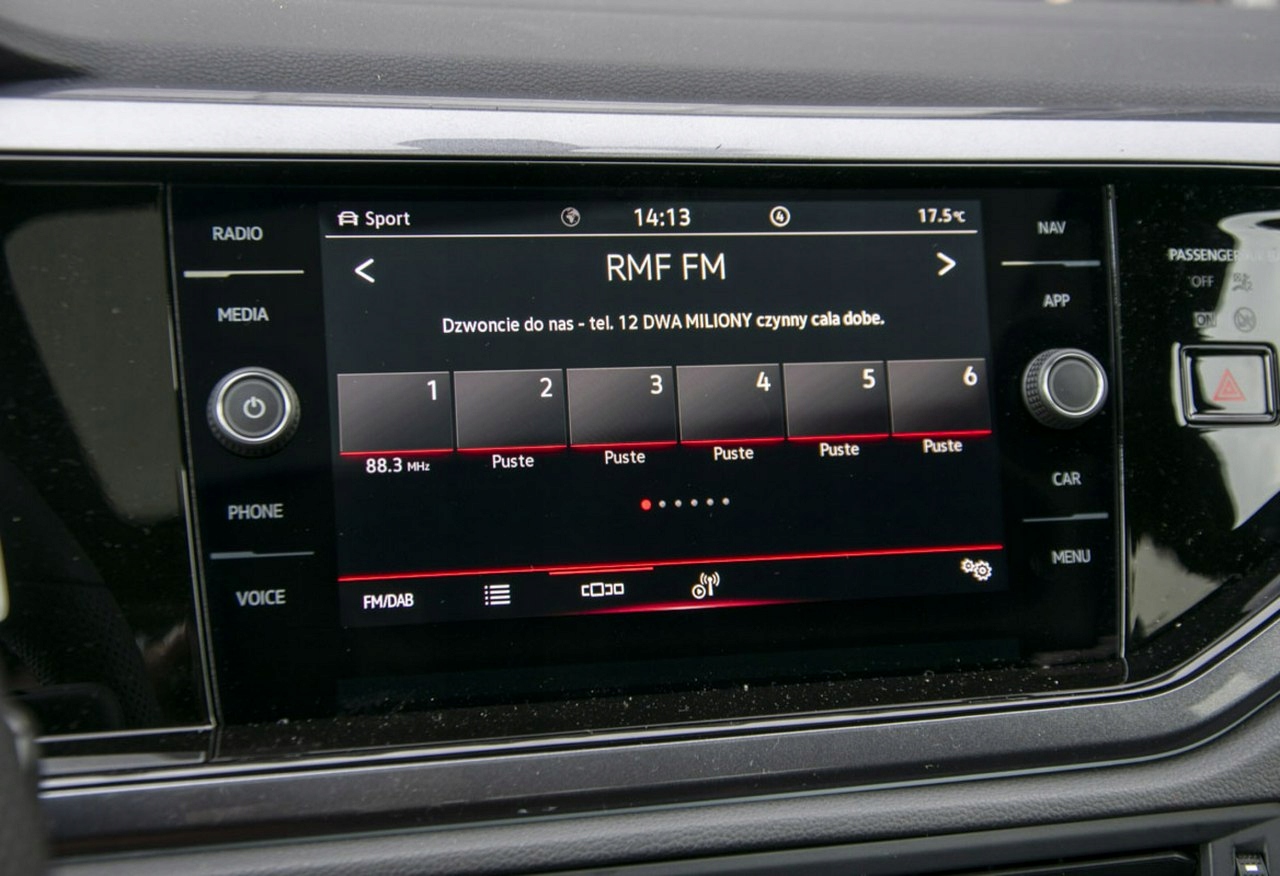 RADIO
MEDIA
PHONE
VOICE
Sport
14:13
4
17.5°C
<
RMF FM
>
Dzwoncie do nas - tel. 12 DWA MILIONY czynny cala dobe.
1
2
3
4
5
6
88.3 MHz
Puste
Puste
Puste
Puste
Puste
FM/DAB
NAV
APP
CAR
MENU
PASSENGER
OFF
ON